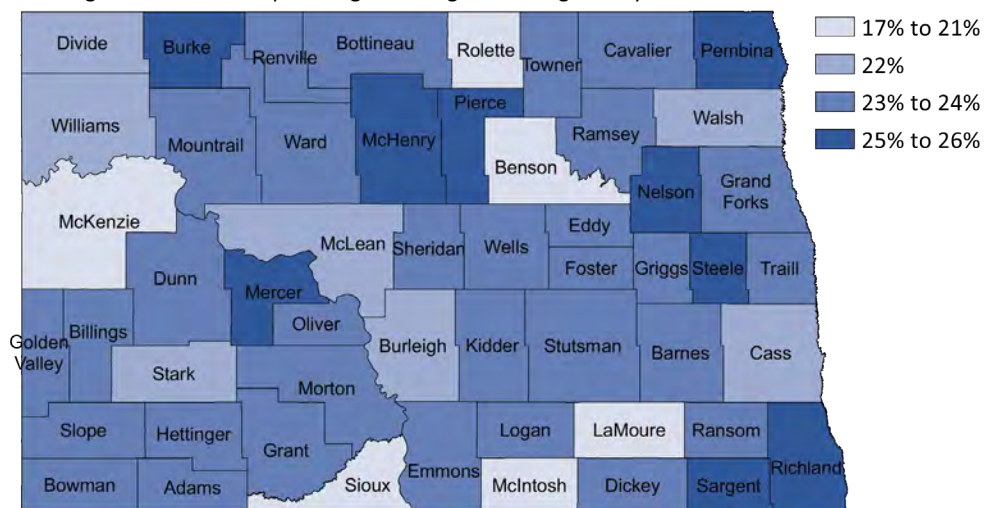 17% to 21%
22%
23% to 24%
25% to 26%
Divide
Burke
Renville
Bottineau
Rolette
Towner
Cavalier
Pembina
Williams
Mountrail
Ward
McHenry
Pierce
Benson
Ramsey
Walsh
Nelson
Grand
Forks
McKenzie
McLean
Sheridan
Wells
Eddy
Foster
Griggs
Steele
Traill
Dunn
Mercer
Oliver
Golden
Valley
Billings
Stark
Morton
Burleigh
Kidder
Stutsman
Barnes
Cass
Slope
Hettinger
Grant
Logan
LaMoure
Ransom
Richland
Bowman
Adams
Sioux
Emmons
McIntosh
Dickey
Sargent